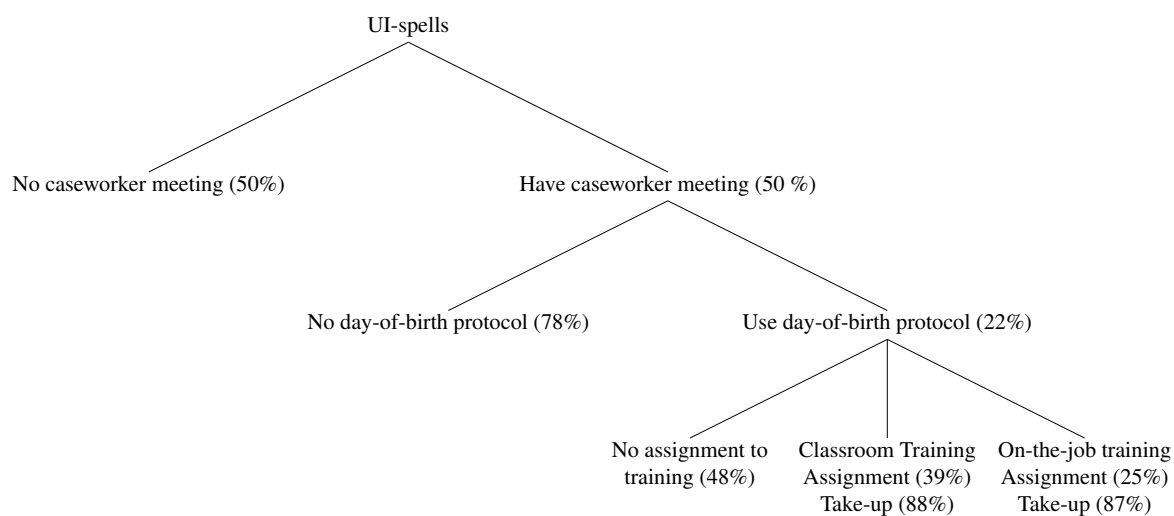 UI-spells
No caseworker meeting (50%)
Have caseworker meeting (50 %)
No day-of-birth protocol (78%)
Use day-of-birth protocol (22%)
No assignment to
training (48%)
Classroom Training
Assignment (39%)
Take-up (88%)
On-the-job training
Assignment (25%)
Take-up (87%)